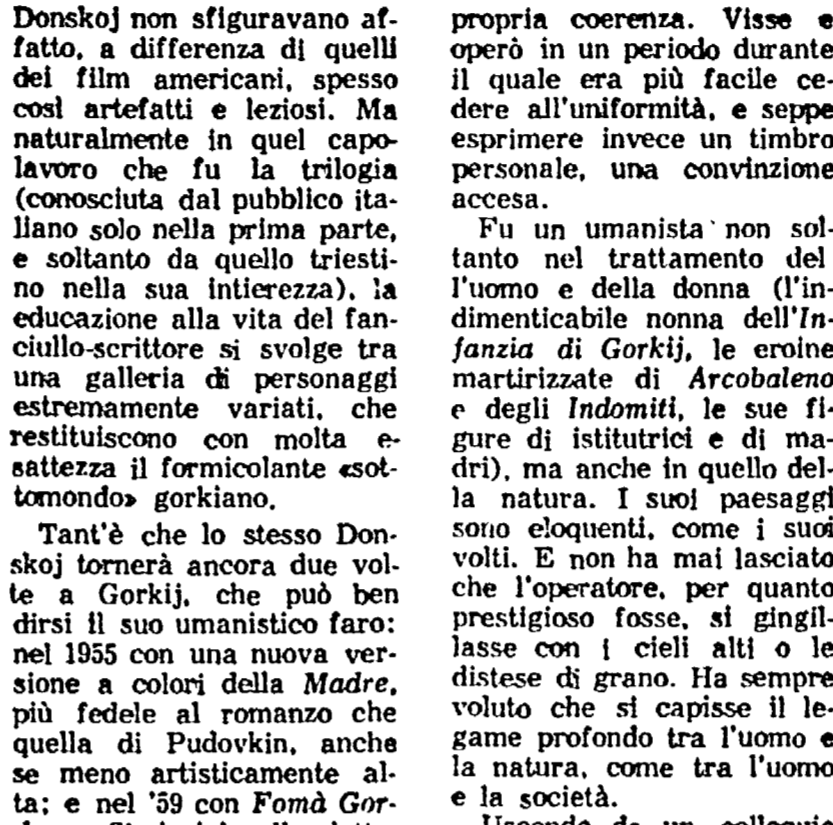 Donskoj non sfiguravano af-
fatto, a differenza di quelli
dei film americani, spesso
così artefatti e leziosi. Ma
naturalmente in quel capo-
lavoro che fu la trilogia
(conosciuta dal pubblico ita-
liano solo nella prima parte,
e soltanto da quello triesti-
no nella sua intierezza), la
educazione alla vita del fan-
ciullo-scrittore si svolge tra
una galleria di personaggi
estremamente variati, che
restituiscono con molta e-
sattezza il formicolante «sot-
tomondo» gorkiano.
Tant'è che lo stesso Don-
skoj tornerà ancora due vol-
te a Gorkij, che può ben
dirsi il suo umanistico faro:
nel 1955 con una nuova ver-
sione a colori della Madre,
più fedele al romanzo che
quella di Pudovkin, anche
se meno artisticamente al-
ta; e nel '59 con Fomà Gor-
propria coerenza. Visse e
operò in un periodo durante
il quale era più facile ce-
dere all'uniformità, e seppe
esprimere invece un timbro
personale, una convinzione
accesa.
Fu un umanista non sol-
tanto nel trattamento del
l'uomo e della donna (l'in-
dimenticabile nonna dell'In-
fanzia di Gorkij, le eroine
martirizzate di Arcobaleno
e degli Indomiti, le sue fi-
gure di istitutrici e di ma-
dri), ma anche in quello del-
la natura. I suoi paesaggi
sono eloquenti, come i suoi
volti. E non ha mai lasciato
che l'operatore, per quanto
prestigioso fosse, si gingil-
lasse con i cieli alti o le
distese di grano. Ha sempre
voluto che si capisse il le-
game profondo tra l'uomo e
la natura, come tra l'uomo
e la società.
Uscendo da un colloquio